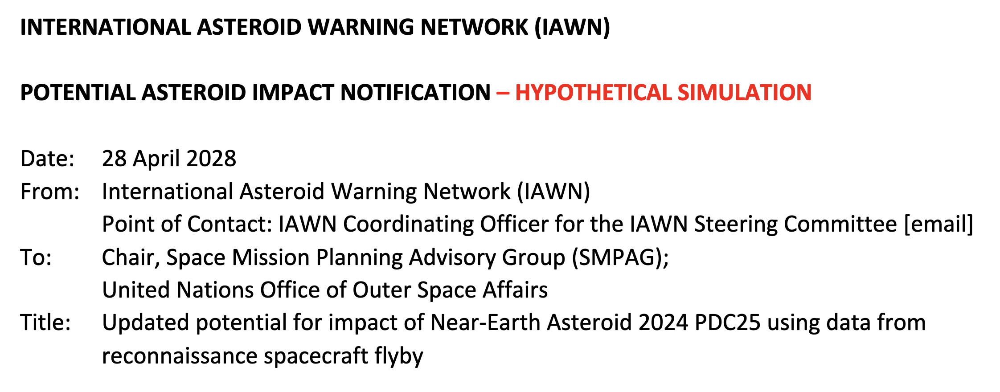 INTERNATIONAL ASTEROID WARNING NETWORK (IAWN)
POTENTIAL ASTEROID IMPACT NOTIFICATION – HYPOTHETICAL SIMULATION
Date: 28 April 2028
From: International Asteroid Warning Network (IAWN)
Point of Contact: IAWN Coordinating Officer for the IAWN Steering Committee [email]
To: Chair, Space Mission Planning Advisory Group (SMPAG);
United Nations Office of Outer Space Affairs
Title: Updated potential for impact of Near-Earth Asteroid 2024 PDC25 using data from
reconnaissance spacecraft flyby